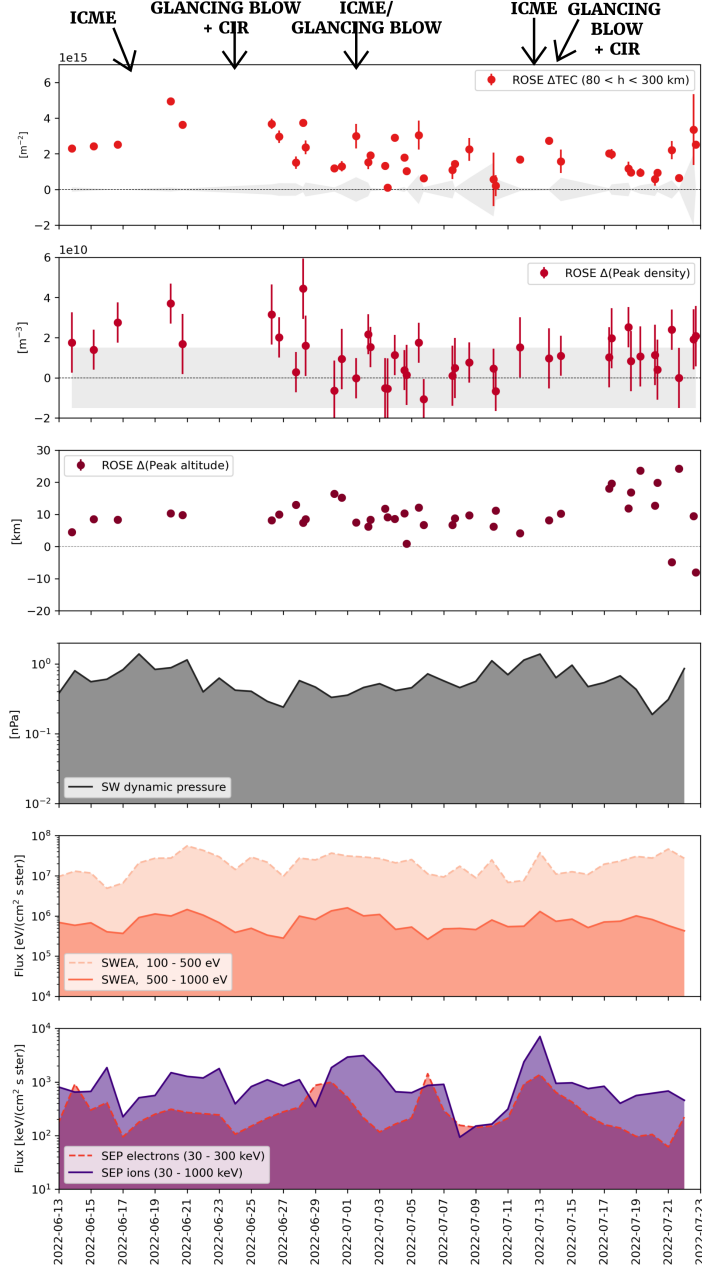 ICME
GLANCING BLOW
+ CIR
ICME/
GLANCING BLOW
ICME
GLANCING
BLOW
+ CIR
1e15
ROSE ΔTEC (80 < h < 300 km)
[m⁻²]
6
4
2
0
−2
1e10
ROSE Δ(Peak density)
[m⁻³]
6
4
2
0
−2
ROSE Δ(Peak altitude)
[km]
30
20
10
0
−10
−20
[nPa]
10⁰
10⁻¹
10⁻²
SW dynamic pressure
Flux [eV/(cm² s ster)]
10⁸
10⁷
10⁶
10⁵
10⁴
SWEA, 100 - 500 eV
SWEA, 500 - 1000 eV
Flux [keV/(cm² s ster)]
10⁴
10³
10²
10¹
SEP electrons (30 - 300 keV)
SEP ions (30 - 1000 keV)
2022-06-13
2022-06-15
2022-06-17
2022-06-19
2022-06-21
2022-06-23
2022-06-25
2022-06-27
2022-06-29
2022-07-01
2022-07-03
2022-07-05
2022-07-07
2022-07-09
2022-07-11
2022-07-13
2022-07-15
2022-07-17
2022-07-19
2022-07-21
2022-07-23